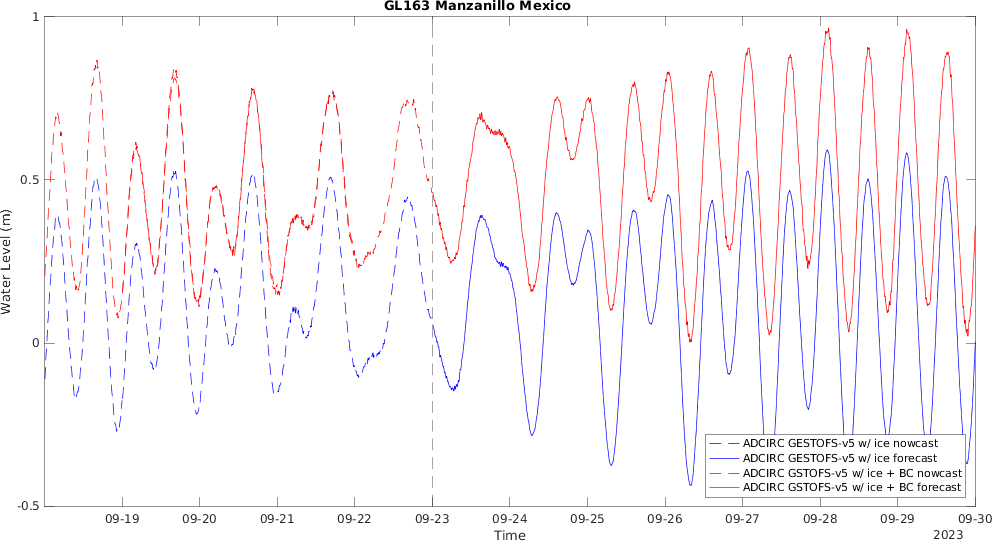 GL163 Manzanillo Mexico
1
0.5
0
-0.5
Water Level (m)
ADCIRC GESTOFS-v5 w/ ice nowcast
ADCIRC GESTOFS-v5 w/ ice forecast
ADCIRC GSTOFS-v5 w/ ice + BC nowcast
ADCIRC GSTOFS-v5 w/ ice + BC forecast
09-19 09-20 09-21 09-22 09-23 09-24 09-25 09-26 09-27 09-28 09-29 09-30
Time
2023